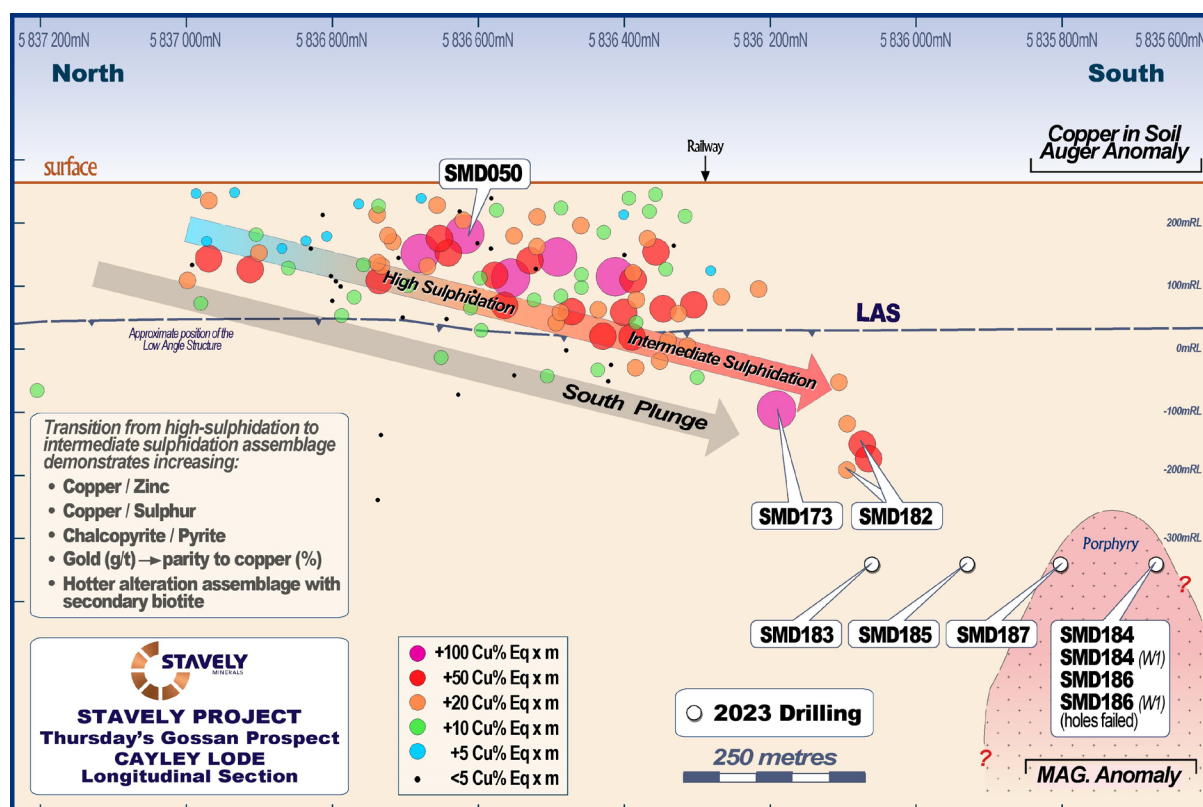 5 837 200mN
5 837 000mN
5 836 800mN
5 836 600mN
5 836 400mN
5 836 200mN
5 836 000mN
5 835 800mN
5 835 600mN
North
South
Copper in Soil
Auger Anomaly
Railway
surface
SMD050
200mRL
100mRL
0mRL
-100mRL
-200mRL
-300mRL
High Sulphidation
Intermediate Sulphidation
LAS
Approximate position of the
Low Angle Structure
South Plunge
Transition from high-sulphidation to
intermediate sulphidation assemblage
demonstrates increasing:
• Copper / Zinc
• Copper / Sulphur
• Chalcopyrite / Pyrite
• Gold (g/t) → parity to copper (%)
• Hotter alteration assemblage with
secondary biotite
SMD173
SMD182
Porphyry
?
SMD183
SMD185
SMD187
SMD184
SMD184 (W1)
SMD186
SMD186 (W1)
(holes failed)
STAVELY
MINERALS
STAVELY PROJECT
Thursday's Gossan Prospect
CAYLEY LODE
Longitudinal Section
+100 Cu% Eq x m
+50 Cu% Eq x m
+20 Cu% Eq x m
+10 Cu% Eq x m
+5 Cu% Eq x m
<5 Cu% Eq x m
2023 Drilling
250 metres
?
MAG. Anomaly